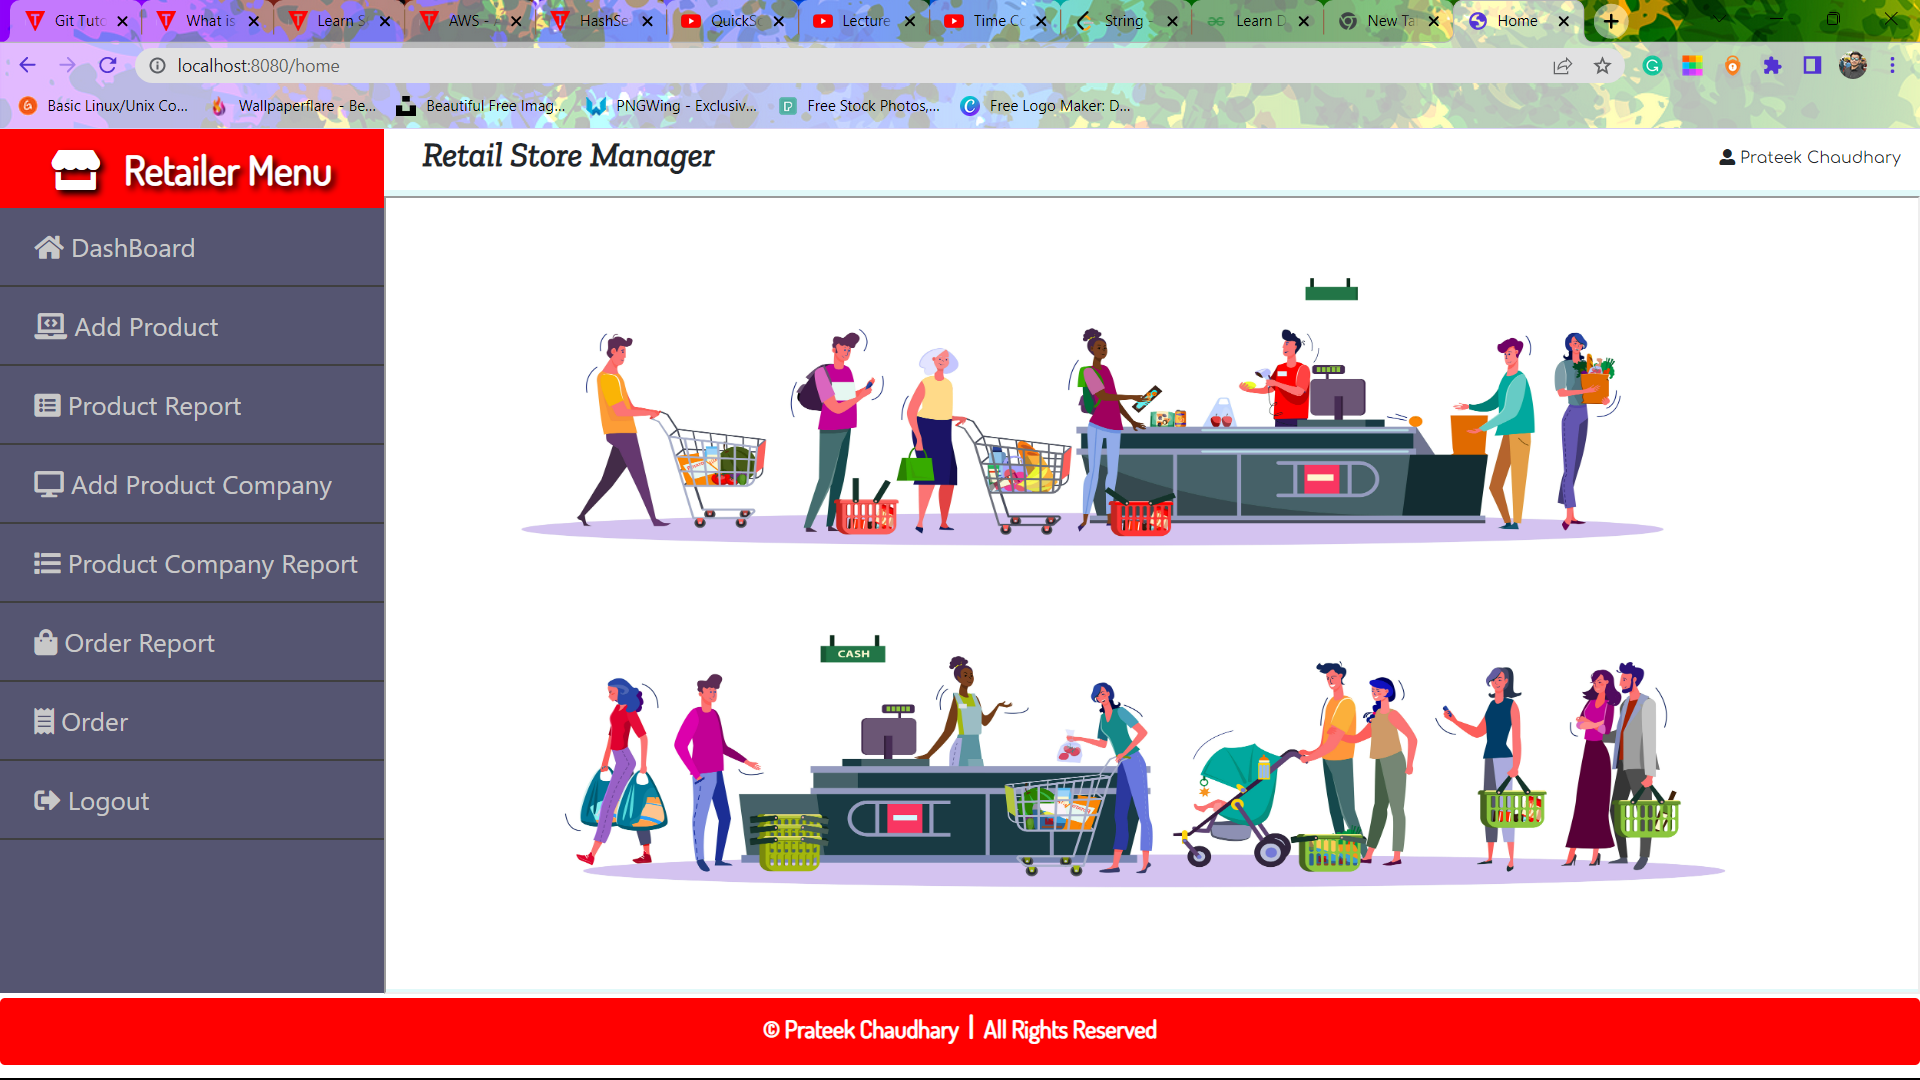 Git Tuto
What is
Learn S
AWS -
HashSe
QuickSo
Lecture
Time Co
String -
Learn D
New Ta
Home
localhost:8080/home
Basic Linux/Unix Co...
Wallpaperflare - Be...
Beautiful Free Imag...
PNGWing - Exclusiv...
Free Stock Photos,...
Free Logo Maker: D...
Retailer Menu
Retail Store Manager
Prateek Chaudhary
DashBoard
Add Product
Product Report
Add Product Company
Product Company Report
Order Report
Order
Logout
CASH
© Prateek Chaudhary | All Rights Reserved